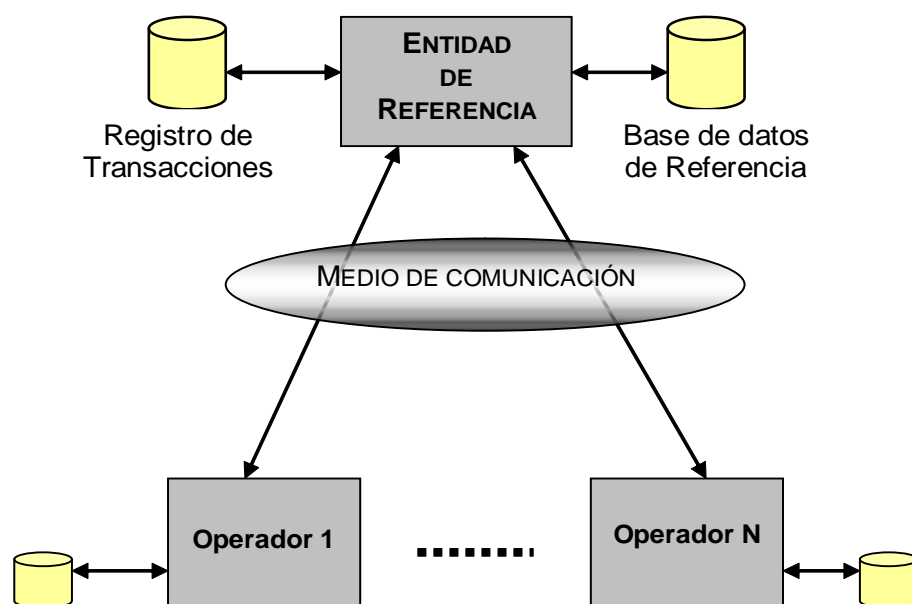 ENTIDAD
DE
REFERENCIA
Registro de
Transacciones
Base de datos
de Referencia
MEDIO DE COMUNICACIÓN
Operador 1
Operador N